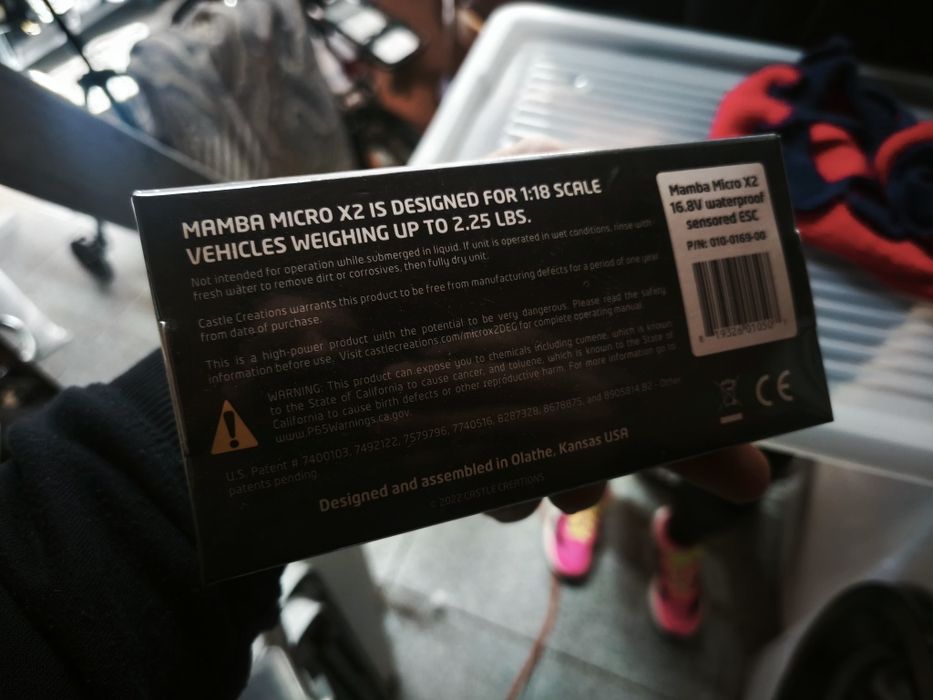 MAMBA MICRO X2 IS DESIGNED FOR 1:18 SCALE
VEHICLES WEIGHING UP TO 2.25 LBS.
Not intended for operation while submerged in liquid. If unit is operated in wet conditions, rinse with
fresh water to remove dirt or corrosives, then fully dry unit.
Castle Creations warrants this product to be free from manufacturing defects for a period of one year
from date of purchase.
This is a high-power product with the potential to be very dangerous. Please read the safety
information before use. Visit castlecreations.com/microx2DEG for complete operating manual.
WARNING: This product can expose you to chemicals including cumene, which is known
to the State of California to cause cancer, and toluene, which is known to the State of
California to cause birth defects or other reproductive harm. For more information go to
www.P65Warnings.ca.gov.
U.S. Patent # 7400103, 7492122, 7579796, 7740516, 8287328, 8678875, and 8905814 B2 - Other
patents pending.
Designed and assembled in Olathe, Kansas USA
© 2022 CASTLE CREATIONS
Mamba Micro X2
16.8V waterproof
sensored ESC
P/N: 010-0169-00
CE